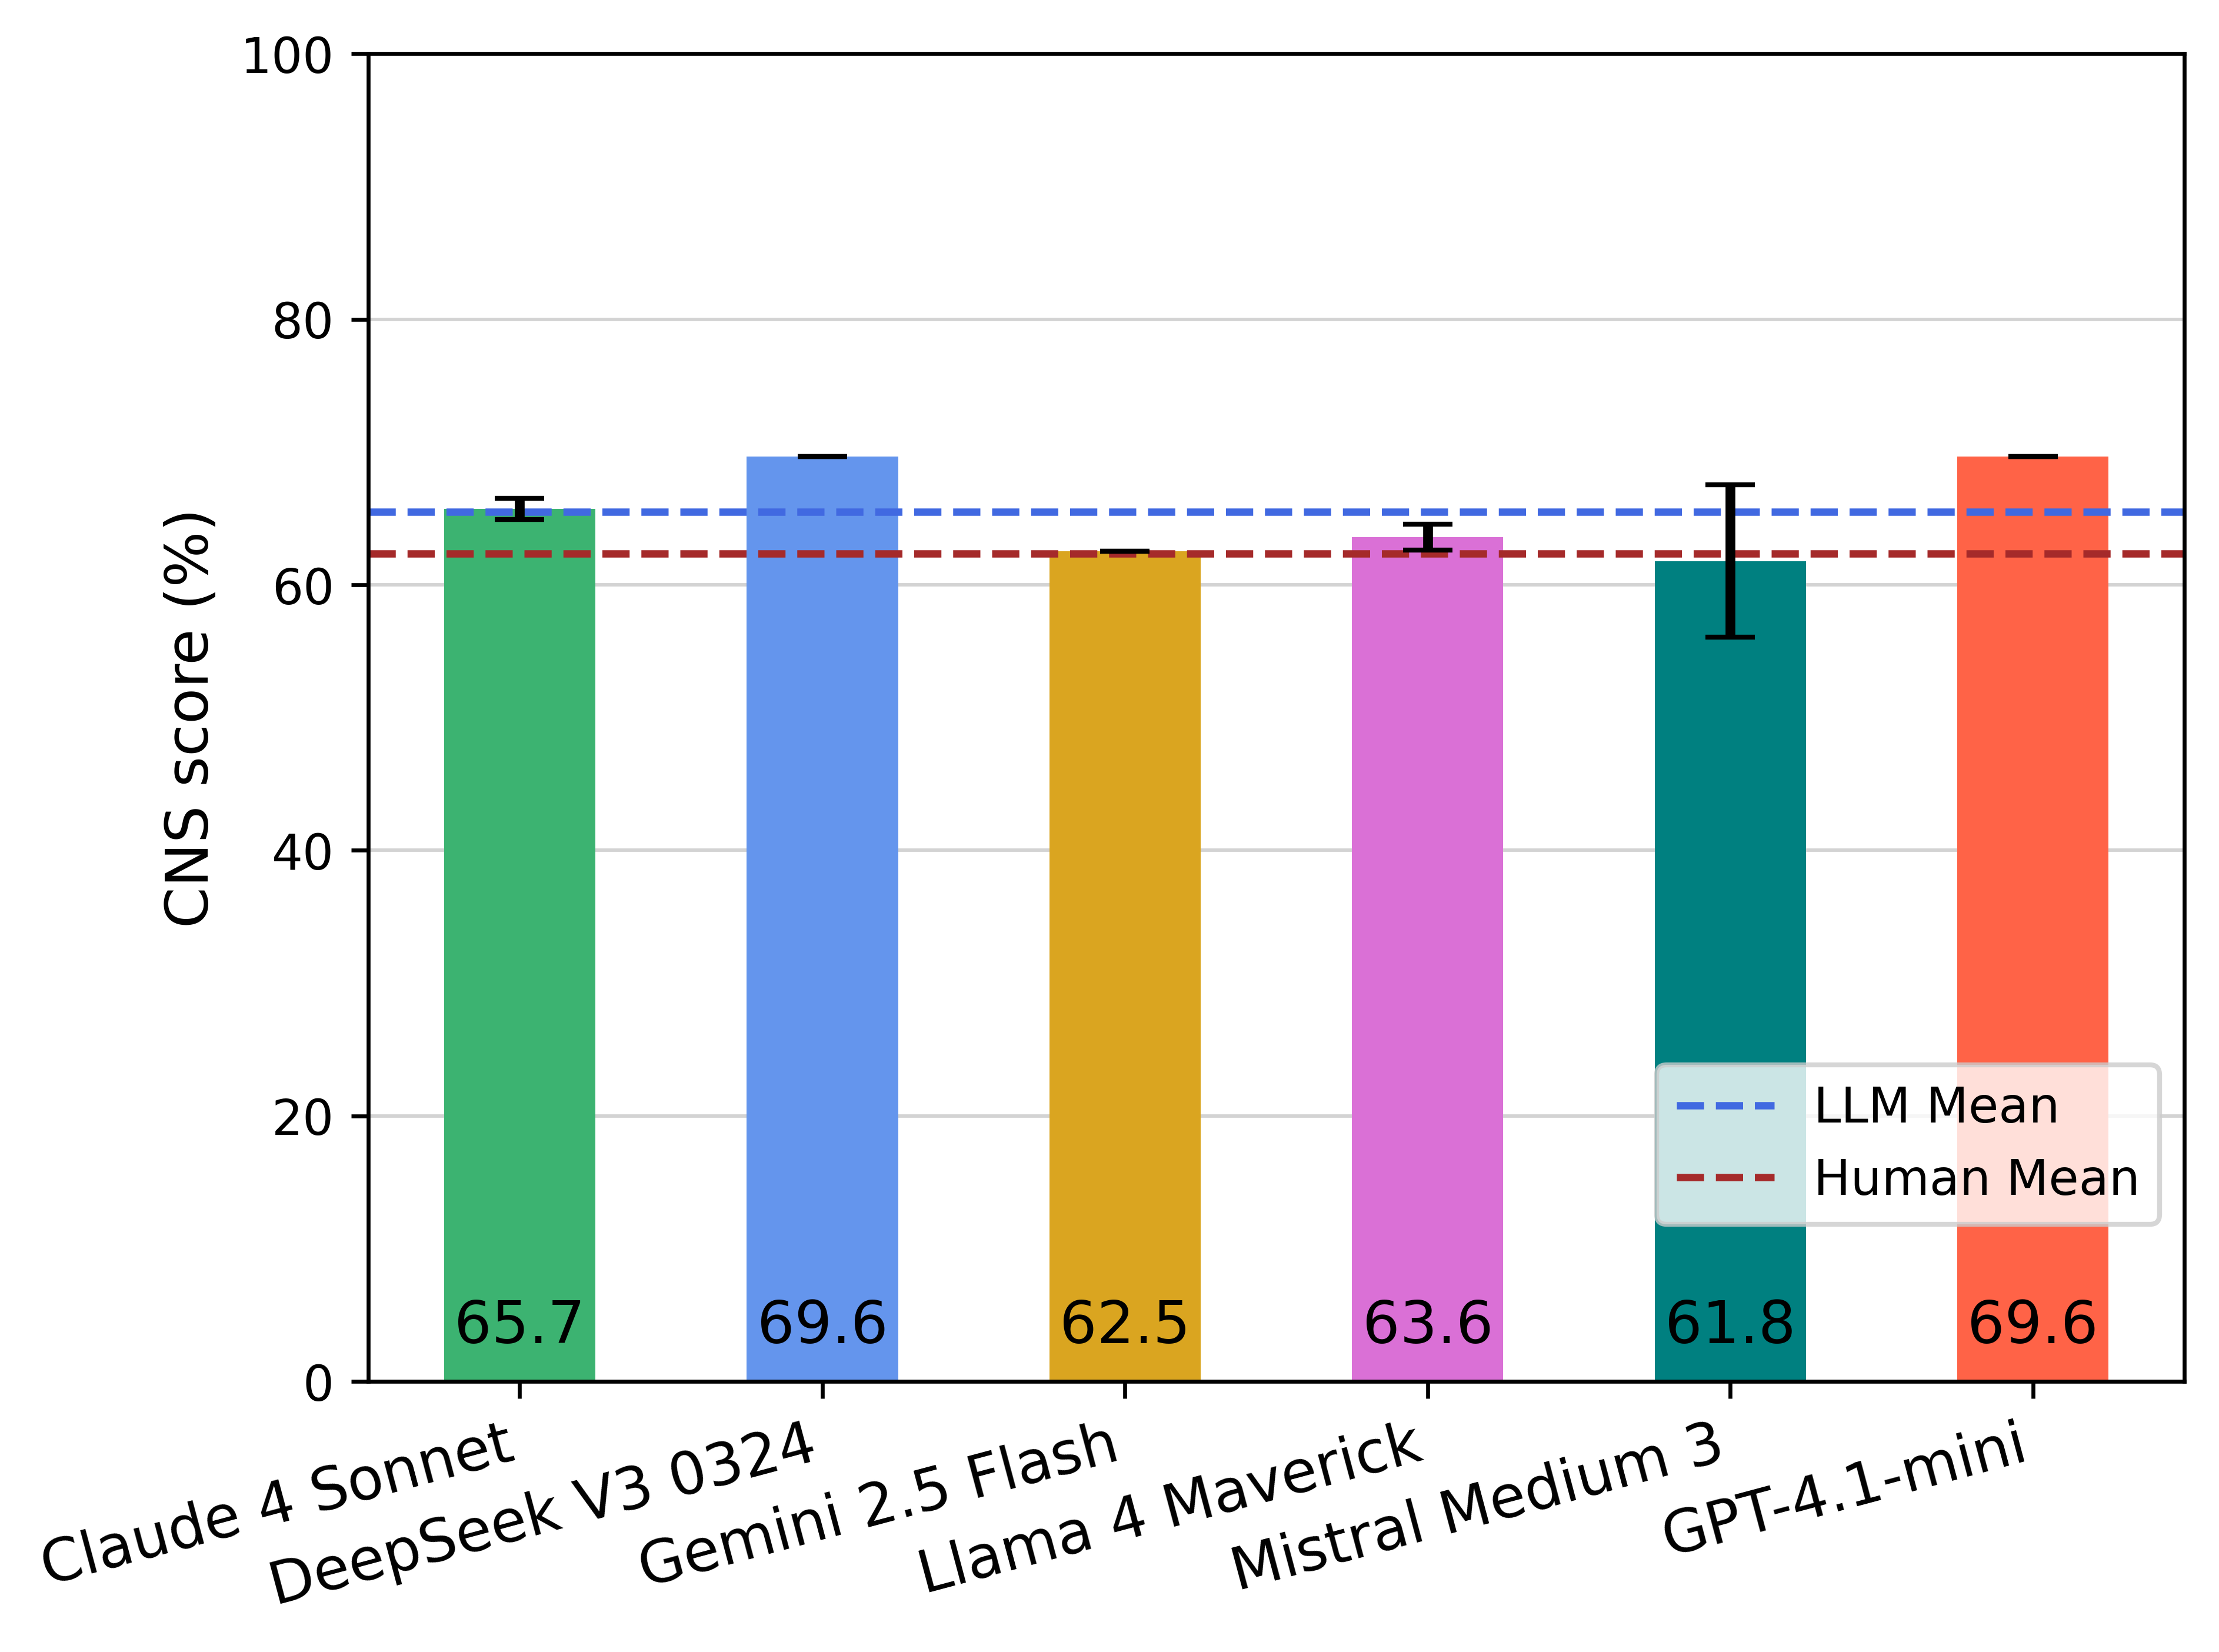 CNS score (%)
100
80
60
40
20
0
LLM Mean
Human Mean
65.7
69.6
62.5
63.6
61.8
69.6
Claude 4 Sonnet
DeepSeek V3 0324
Gemini 2.5 Flash
Llama 4 Maverick
Mistral Medium 3
GPT-4.1-mini